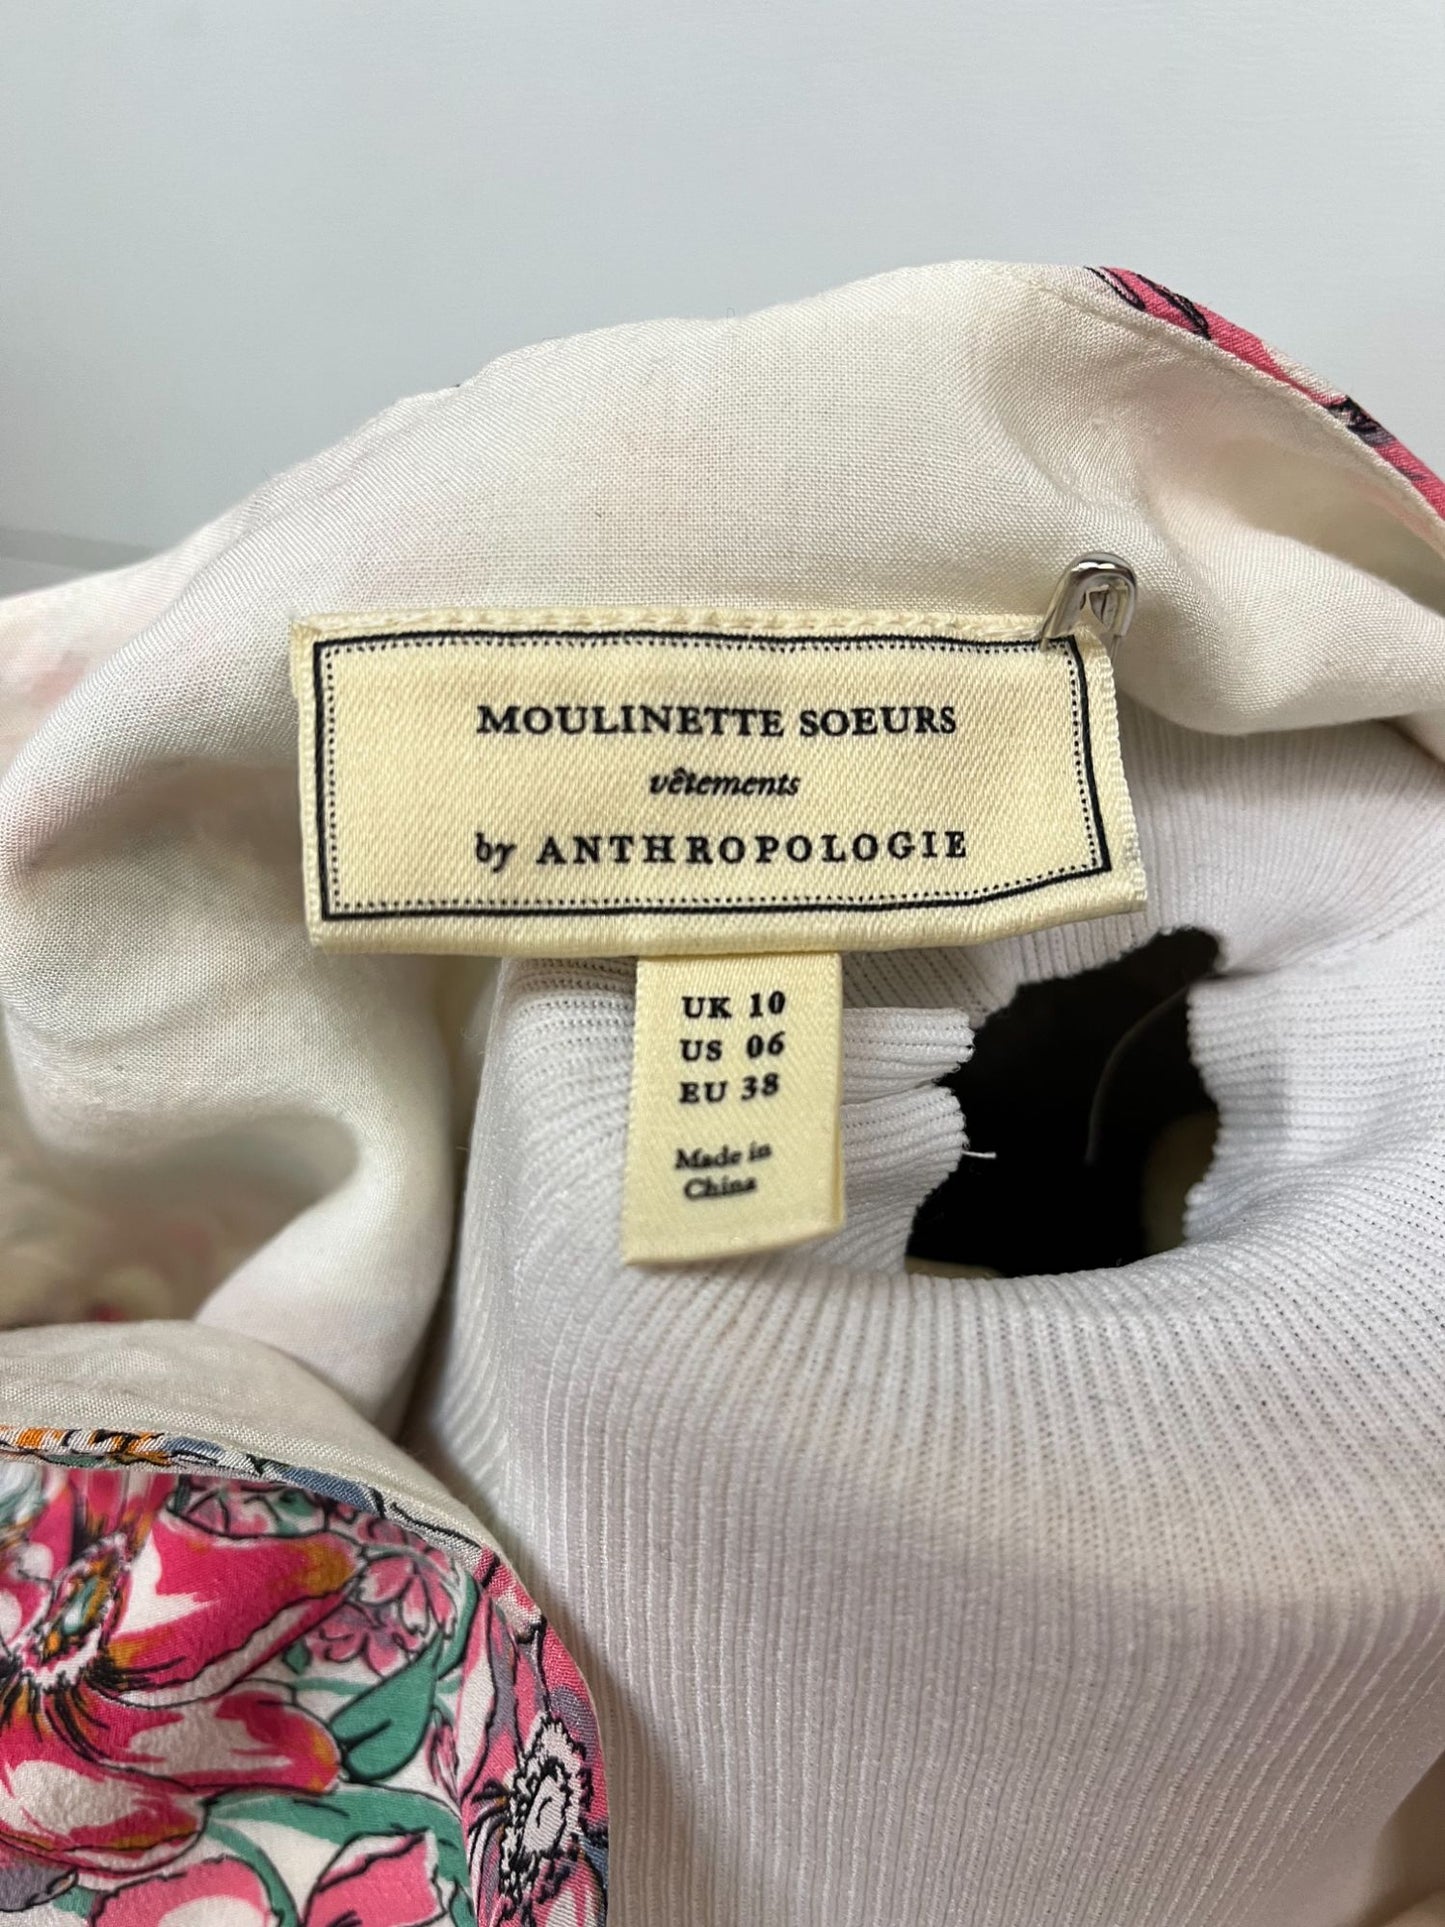 MOULINETTE SOEURS
vêtements
by ANTHROPOLOGIE
UK 10
US 06
EU 38
Made in
China